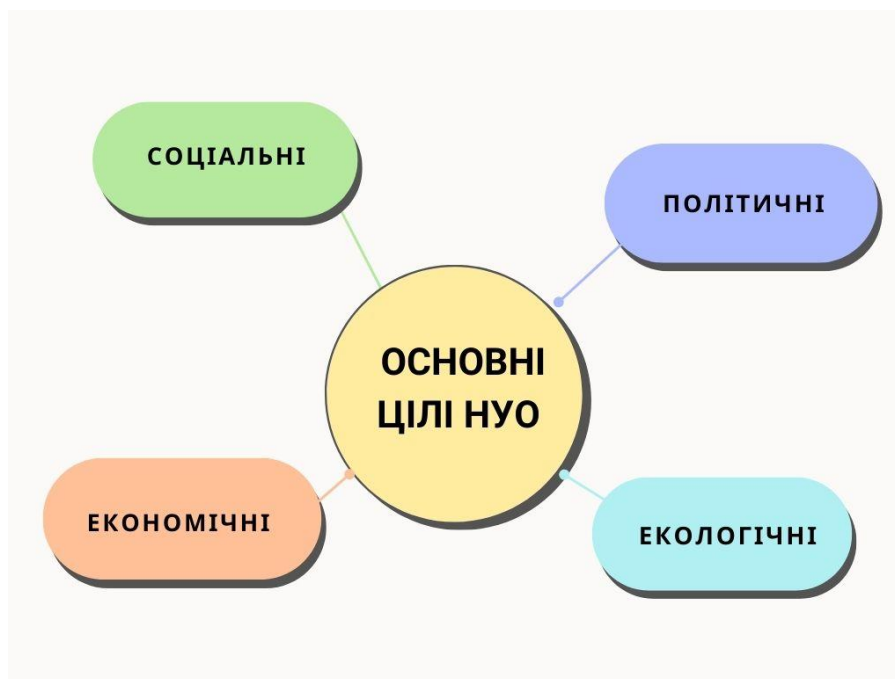 СОЦІАЛЬНІ
ПОЛІТИЧНІ
ОСНОВНІ
ЦІЛІ НУО
ЕКОНОМІЧНІ
ЕКОЛОГІЧНІ